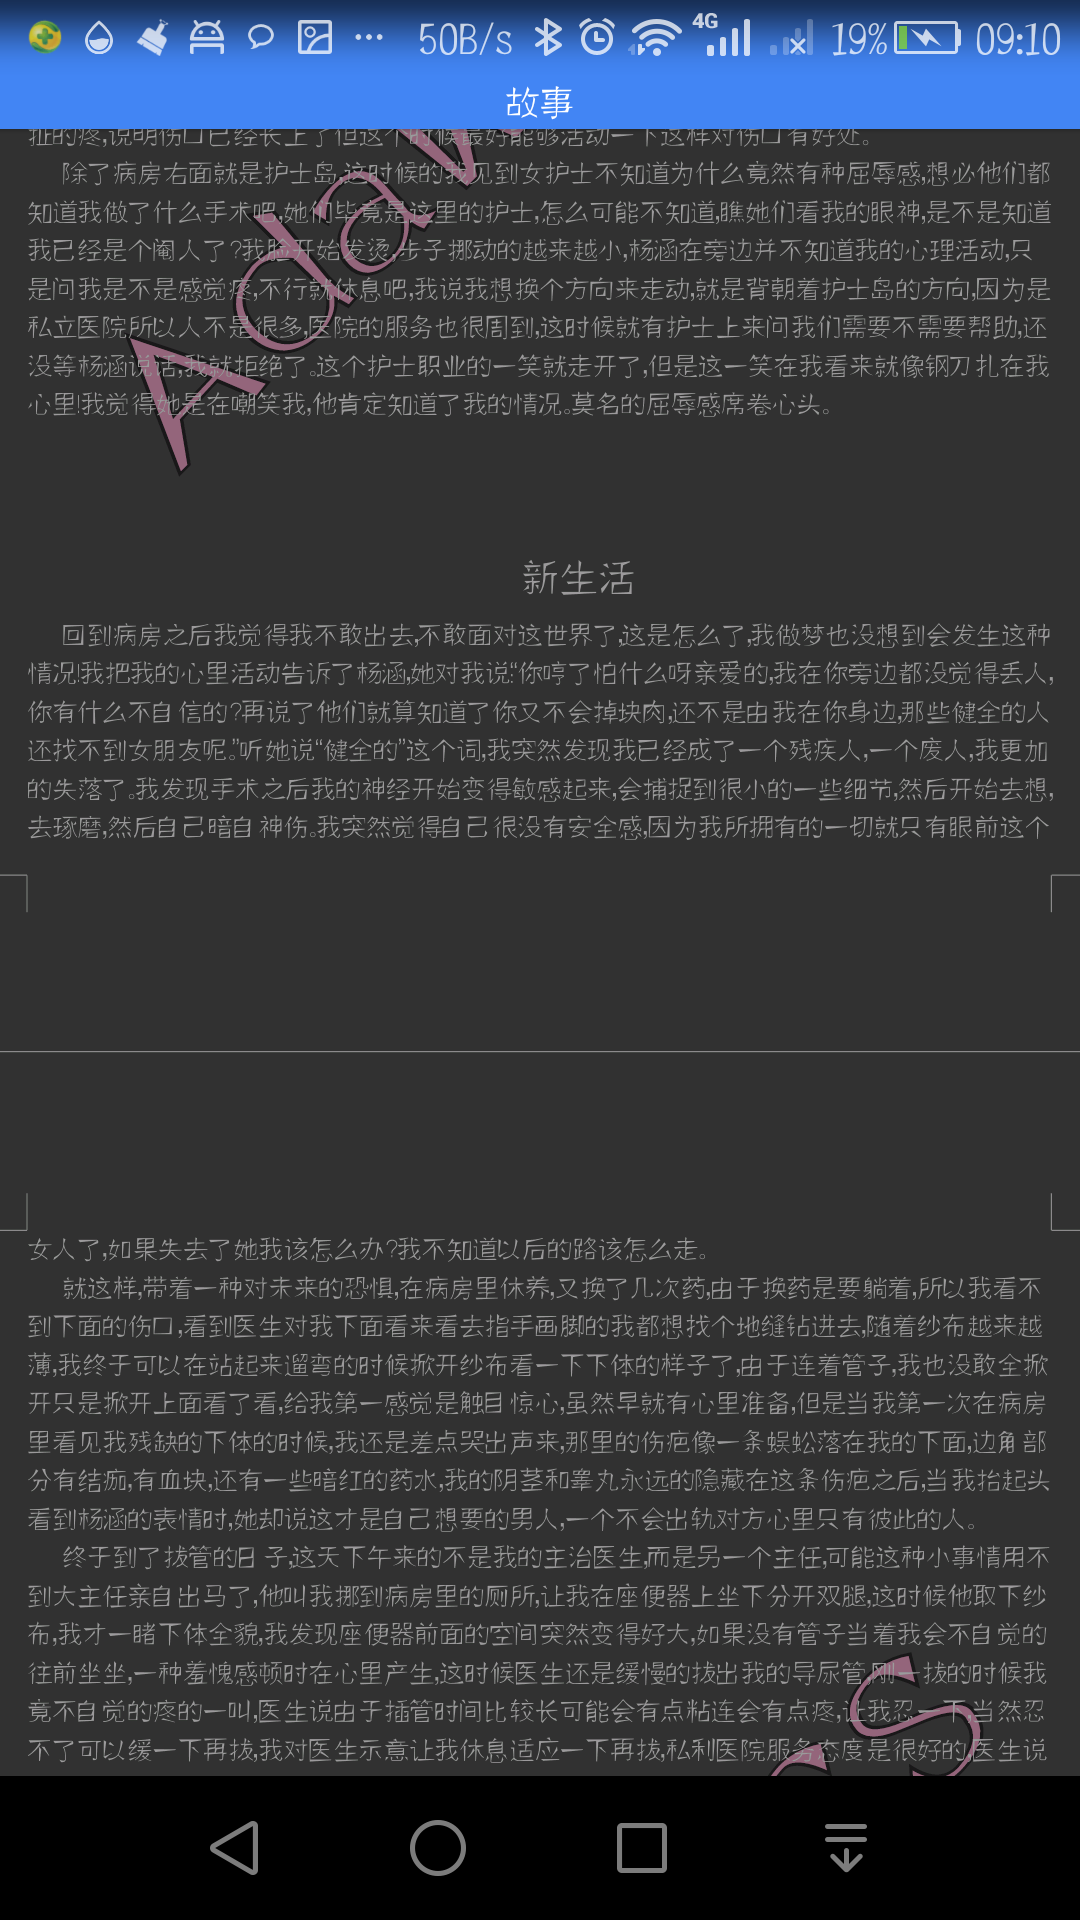 50B/s 4G 19% 09:10
故事
扯的疼,说明伤口已经长上了但这个时候最好能够活动一下这样对伤口有好处。
除了病房右面就是护士岛,这时候的我见到女护士不知道为什么竟然有种屈辱感,想必他们都
知道我做了什么手术吧,她们毕竟是这里的护士,怎么可能不知道,瞧她们看我的眼神,是不是知道
我已经是个阉人了?我脸开始发烫,步子挪动的越来越小,杨涵在旁边并不知道我的心理活动,只
是问我是不是感觉疼,不行就休息吧,我说我想换个方向来走动,就是背朝着护士岛的方向,因为是
私立医院所以人不是很多,医院的服务也很周到,这时候就有护士上来问我们需要不需要帮助,还
没等杨涵说话,我就拒绝了。这个护士职业的一笑就走开了,但是这一笑在我看来就像钢刀扎在我
心里!我觉得她是在嘲笑我,他肯定知道了我的情况。莫名的屈辱感席卷心头。
新生活
回到病房之后我觉得我不敢出去,不敢面对这世界了,这是怎么了,我做梦也没想到会发生这种
情况!我把我的心里活动告诉了杨涵,她对我说:“你哼了怕什么呀亲爱的,我在你旁边都没觉得丢人,
你有什么不自信的?再说了他们就算知道了你又不会掉块肉,还不是由我在你身边,那些健全的人
还找不到女朋友呢。”听她说“健全的”这个词,我突然发现我已经成了一个残疾人,一个废人,我更加
的失落了。我发现手术之后我的神经开始变得敏感起来,会捕捉到很小的一些细节,然后开始去想,
去琢磨,然后自己暗自神伤。我突然觉得自己很没有安全感,因为我所拥有的一切就只有眼前这个
女人了,如果失去了她我该怎么办?我不知道以后的路该怎么走。
就这样,带着一种对未来的恐惧,在病房里休养,又换了几次药,由于换药是要躺着,所以我看不
到下面的伤口,看到医生对我下面看来看去指手画脚的我都想找个地缝钻进去,随着纱布越来越
薄,我终于可以在站起来遛弯的时候掀开纱布看一下下体的样子了,由于连着管子,我也没敢全掀
开只是掀开上面看了看,给我第一感觉是触目惊心,虽然早就有心里准备,但是当我第一次在病房
里看见我残缺的下体的时候,我还是差点哭出声来,那里的伤疤像一条蜈蚣落在我的下面,边角部
分有结痂,有血块,还有一些暗红的药水,我的阴茎和睾丸永远的隐藏在这条伤疤之后,当我抬起头
看到杨涵的表情时,她却说这才是自己想要的男人,一个不会出轨对方心里只有彼此的人。
终于到了拔管的日子,这天下午来的不是我的主治医生,而是另一个主任,可能这种小事情用不
到大主任亲自出马了,他叫我挪到病房里的厕所,让我在座便器上坐下分开双腿,这时候他取下纱
布,我才一睹下体全貌,我发现座便器前面的空间突然变得好大,如果没有管子当着我会不自觉的
往前坐坐,一种羞愧感顿时在心里产生,这时候医生还是缓慢的拔出我的导尿管,刚一拔的时候我
竟不自觉的疼的一叫,医生说由于插管时间比较长可能会有点粘连会有点疼,让我忍一下,当然忍
不了可以缓一下再拔,我对医生示意让我休息适应一下再拔,私利医院服务态度是很好的,医生说